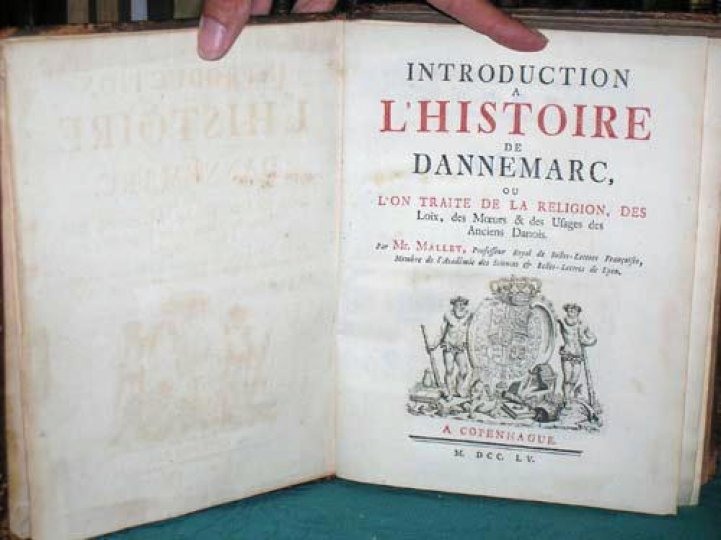 INTRODUCTION
A
L'HISTOIRE
DE
DANNEMARC,
OU
L'ON TRAITE DE LA RELIGION, DES
Loix, des Mœurs & des Usages des
Anciens Danois.
Par Mr. MALLET, Professeur Royal de Belles-Lettres Françoises,
Membre de l'Académie des Sciences & Belles-Lettres de Lyon.
A COPENHAGUE.
M. DCC. LV.